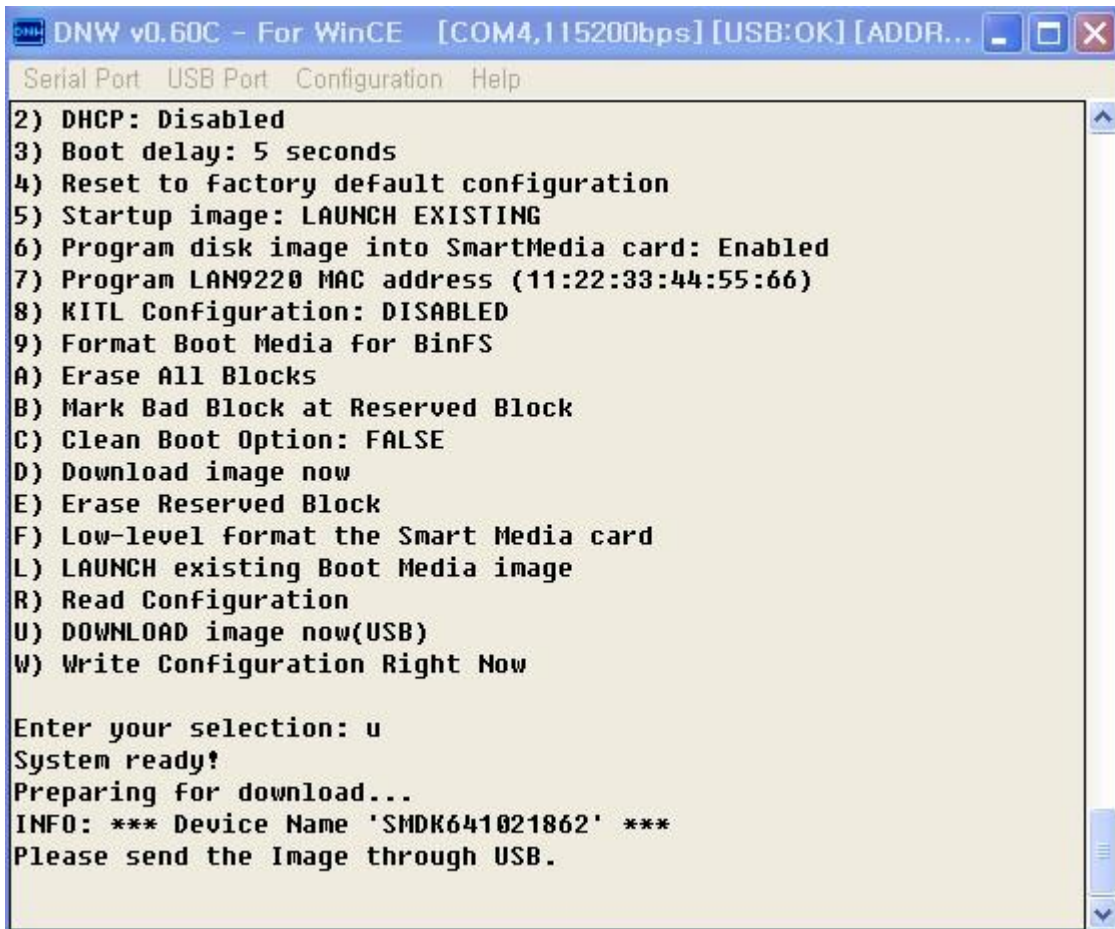 DNW DNW v0.60C - For WinCE [COM4,115200bps][USB:OK][ADDR...
Serial Port USB Port Configuration Help
2) DHCP: Disabled
3) Boot delay: 5 seconds
4) Reset to factory default configuration
5) Startup image: LAUNCH EXISTING
6) Program disk image into SmartMedia card: Enabled
7) Program LAN9220 MAC address (11:22:33:44:55:66)
8) KITL Configuration: DISABLED
9) Format Boot Media for BinFS
A) Erase All Blocks
B) Mark Bad Block at Reserved Block
C) Clean Boot Option: FALSE
D) Download image now
E) Erase Reserved Block
F) Low-level format the Smart Media card
L) LAUNCH existing Boot Media image
R) Read Configuration
U) DOWNLOAD image now(USB)
W) Write Configuration Right Now
Enter your selection: u
System ready!
Preparing for download...
INFO: *** Device Name 'SMDK641021862' ***
Please send the Image through USB.